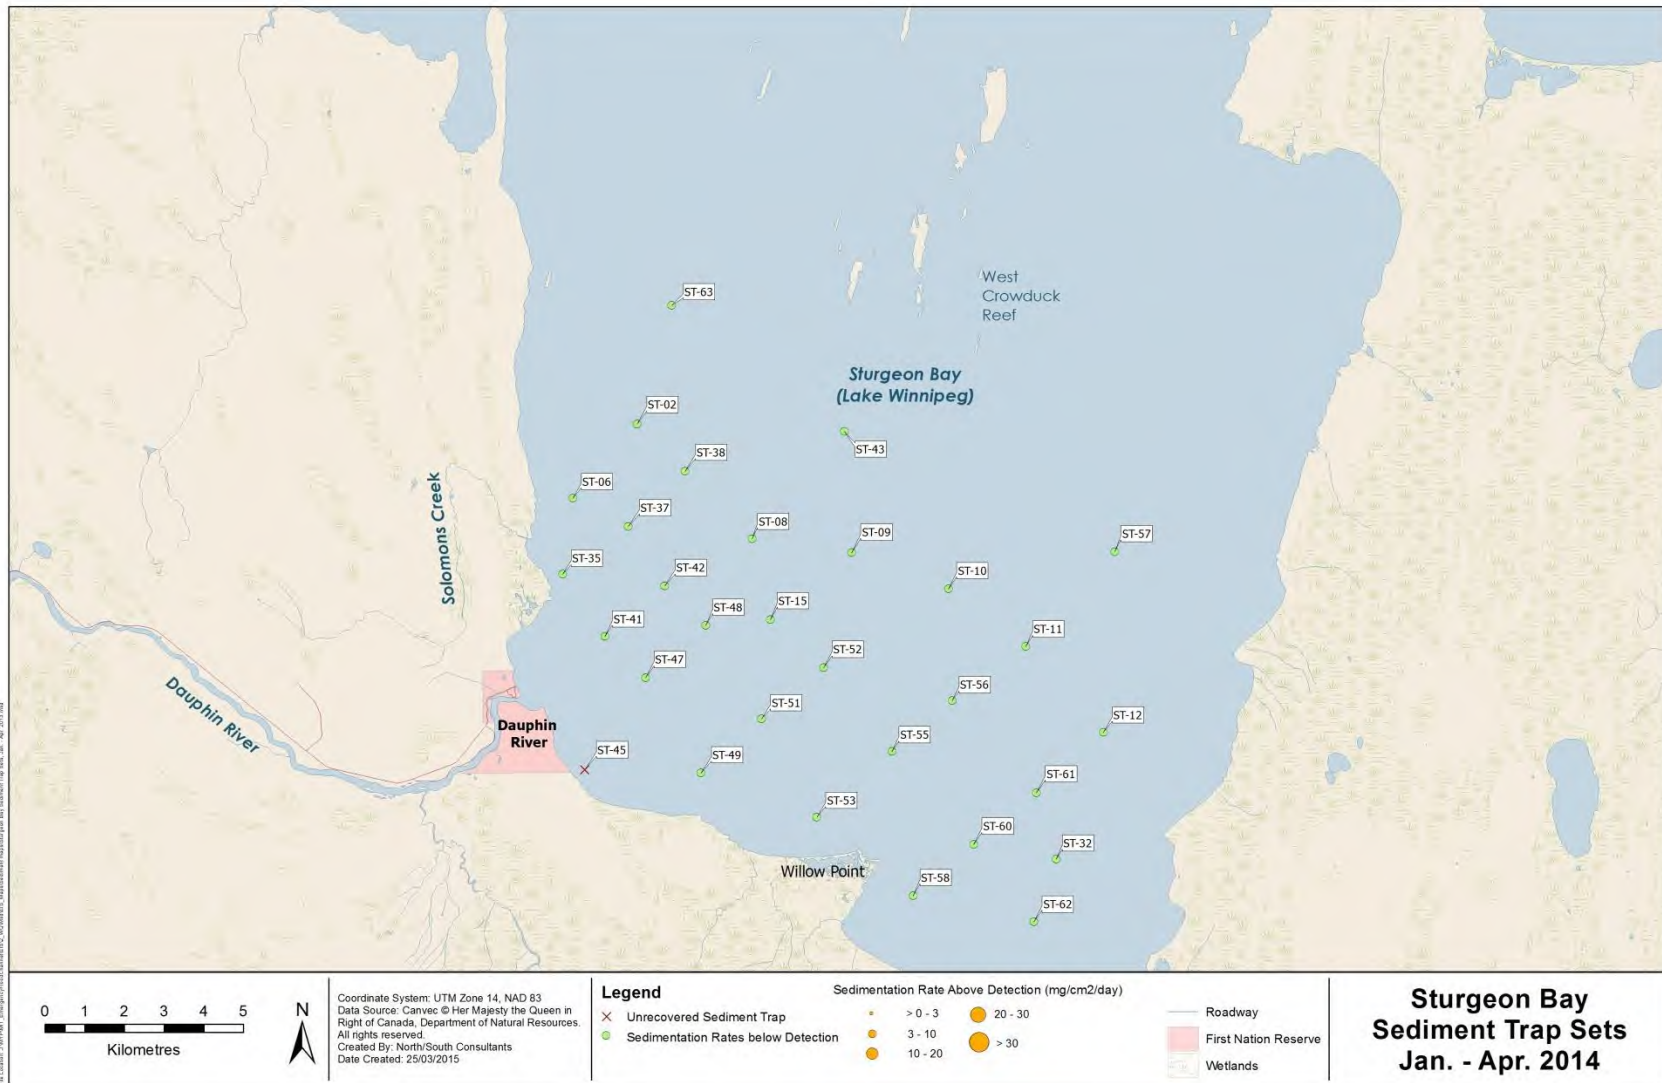 ST-63
West
Crowduck
Reef
Sturgeon Bay
(Lake Winnipeg)
ST-02
ST-43
ST-38
ST-06
ST-37
ST-08
ST-09
ST-57
Solomons Creek
ST-35
ST-42
ST-10
ST-48
ST-15
ST-41
ST-11
ST-52
ST-47
ST-56
Dauphin River
ST-51
ST-12
Dauphin
River
ST-45
ST-49
ST-55
ST-61
ST-53
ST-60
ST-32
Willow Point
ST-58
ST-62
0 1 2 3 4 5
Kilometres
N
Coordinate System: UTM Zone 14, NAD 83
Data Source: Canvec © Her Majesty the Queen in
Right of Canada, Department of Natural Resources.
All rights reserved.
Created By: North/South Consultants
Date Created: 25/03/2015
Legend
Unrecovered Sediment Trap
Sedimentation Rates below Detection
Sedimentation Rate Above Detection (mg/cm2/day)
> 0 - 3
3 - 10
10 - 20
20 - 30
> 30
Roadway
First Nation Reserve
Wetlands
Sturgeon Bay
Sediment Trap Sets
Jan. - Apr. 2014